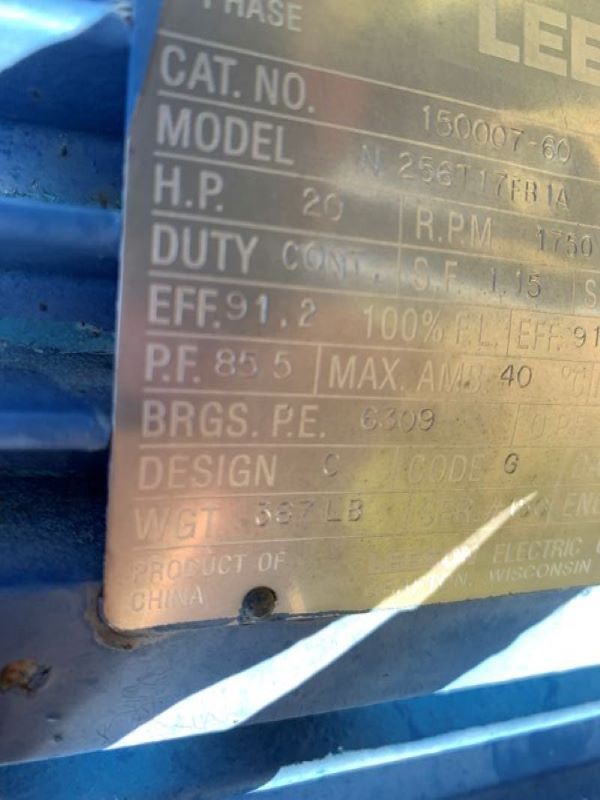 PHASE LEE
CAT. NO. 150007-60
MODEL N 256T17FB1A
H.P. 20 R.P.M. 1750
DUTY CONT. S.F. 1.15 S
EFF. 91.2 100% F.L. EFF. 91
P.F. 85 5 MAX. AMB. 40 °C
BRGS. P.E. 6309 O.P.
DESIGN C CODE G
WGT. 387 LB
PRODUCT OF CHINA
LEESON ELECTRIC
WISCONSIN